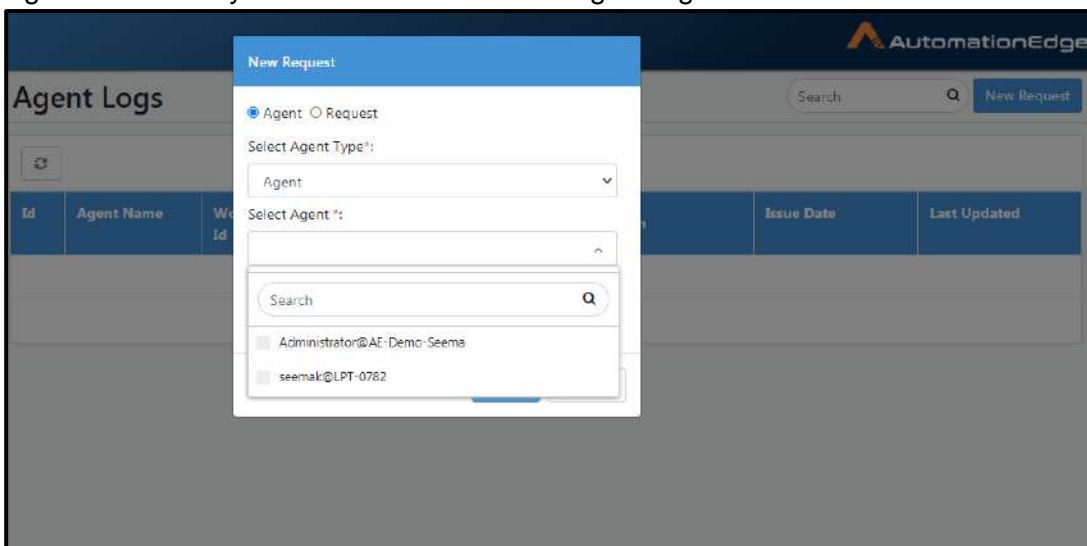 AutomationEdge
New Request
Agent Logs
Search
New Request
Agent Request
Select Agent Type*:
Agent
Id Agent Name
Id
Select Agent *:
Issue Date Last Updated
Search
Administrator@AE-Demo-Seema
seemak@LPT-0782